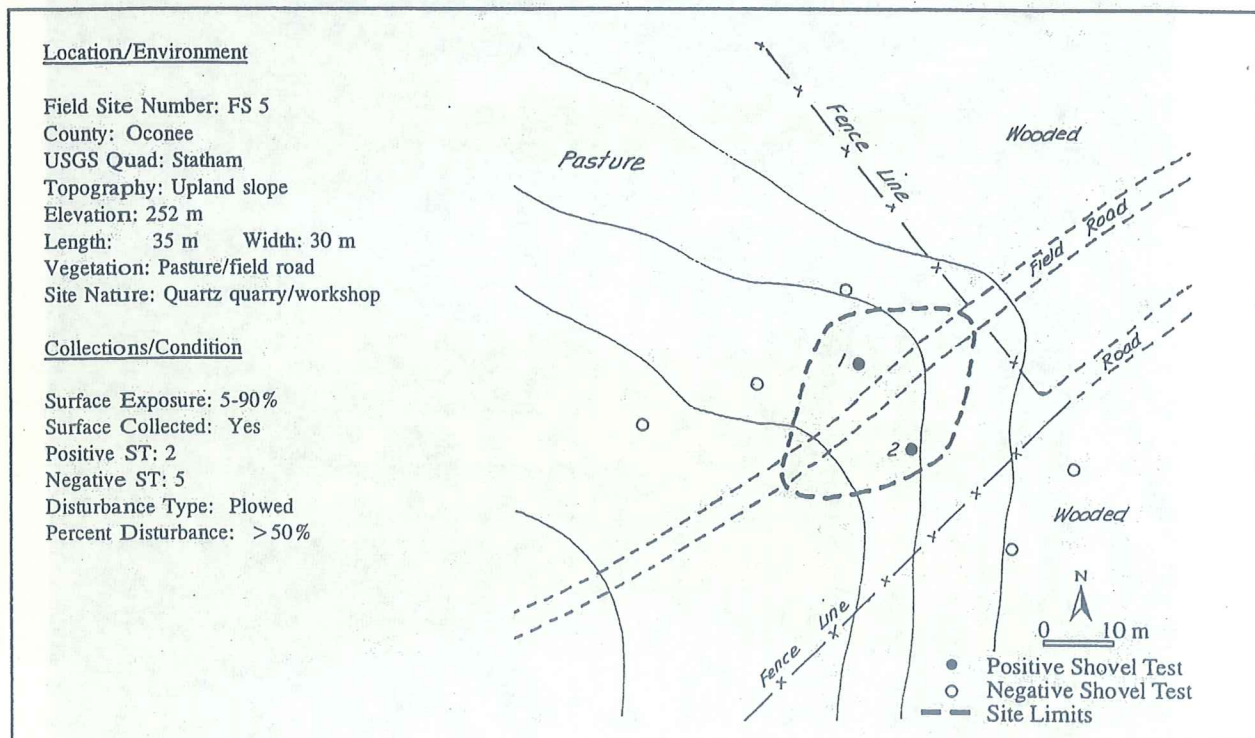 Location/Environment
Field Site Number: FS 5
County: Oconee
USGS Quad: Statham
Topography: Upland slope
Elevation: 252 m
Length: 35 m Width: 30 m
Vegetation: Pasture/field road
Site Nature: Quartz quarry/workshop
Collections/Condition
Surface Exposure: 5-90%
Surface Collected: Yes
Positive ST: 2
Negative ST: 5
Disturbance Type: Plowed
Percent Disturbance: >50%
Fence Line
Wooded
Pasture
Field Road
Road
1
2
Wooded
Fence Line
N
0 10 m
Positive Shovel Test
Negative Shovel Test
Site Limits